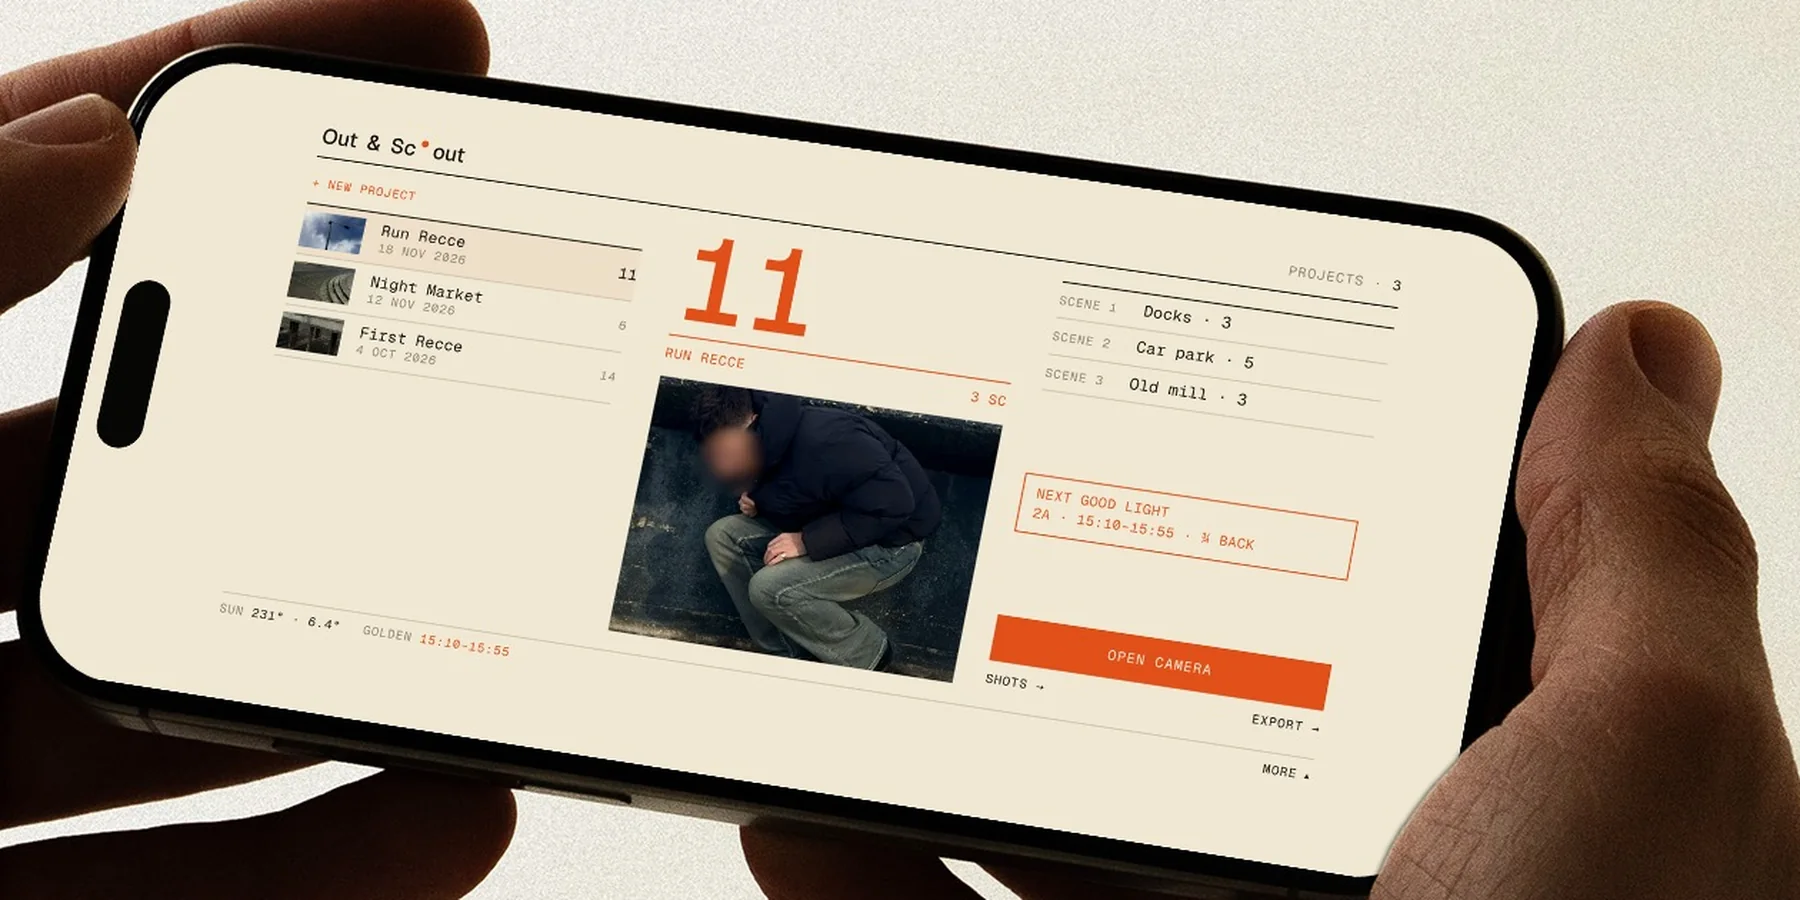 Out & Sc•out
PROJECTS · 3
+ NEW PROJECT
Run Recce
18 NOV 2026
11
Night Market
12 NOV 2026
6
First Recce
4 OCT 2026
14
11
RUN RECCE
3 SC
SCENE 1 Docks · 3
SCENE 2 Car park · 5
SCENE 3 Old mill · 3
NEXT GOOD LIGHT
2A · 15:10–15:55 · ¾ BACK
OPEN CAMERA
SHOTS →
EXPORT →
SUN 231° · 6.4° GOLDEN 15:10–15:55
MORE ▴